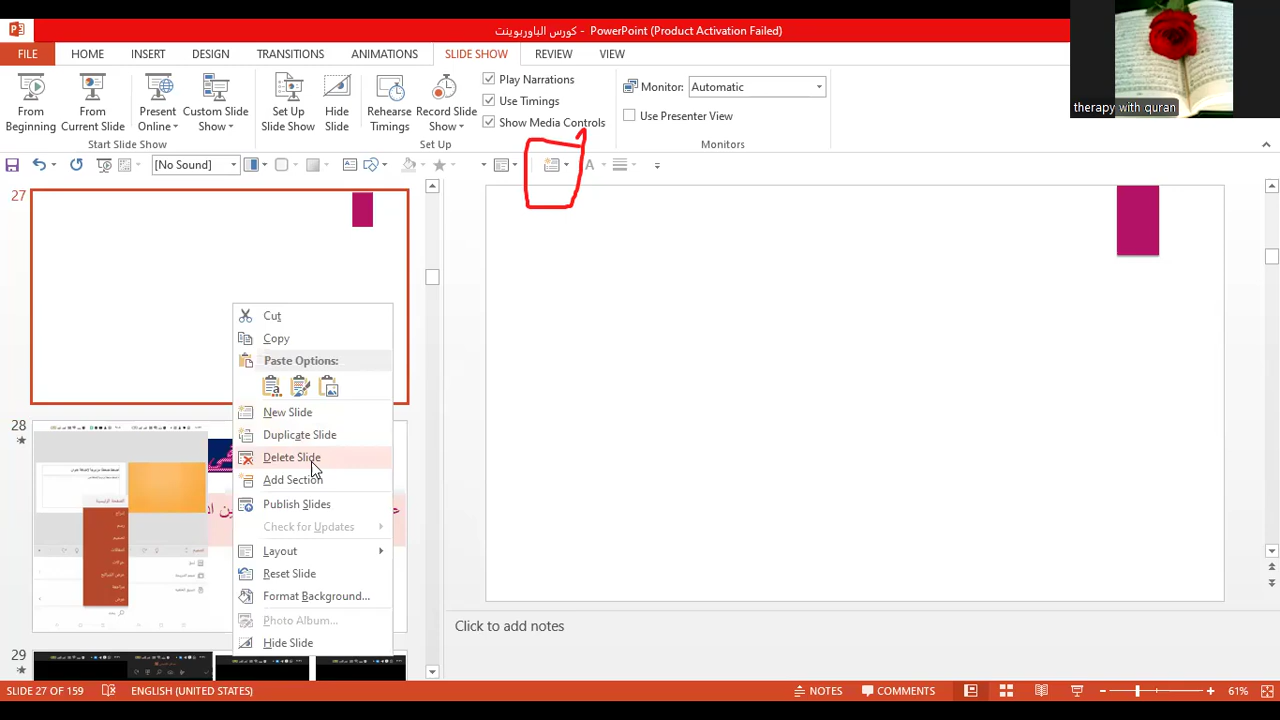 كورس الباوربوينت - PowerPoint (Product Activation Failed)
therapy with quran
FILE HOME INSERT DESIGN TRANSITIONS ANIMATIONS SLIDE SHOW REVIEW VIEW
From Beginning
From Current Slide
Present Online
Custom Slide Show
Set Up Slide Show
Hide Slide
Rehearse Timings
Record Slide Show
Play Narrations
Use Timings
Show Media Controls
Monitor: Automatic
Use Presenter View
Start Slide Show
Set Up
Monitors
[No Sound]
27
Cut
Copy
Paste Options:
New Slide
Duplicate Slide
Delete Slide
Add Section
Publish Slides
Check for Updates
Layout
Reset Slide
Format Background...
Photo Album...
Hide Slide
28
29
Click to add notes
SLIDE 27 OF 159
ENGLISH (UNITED STATES)
NOTES
COMMENTS
61%